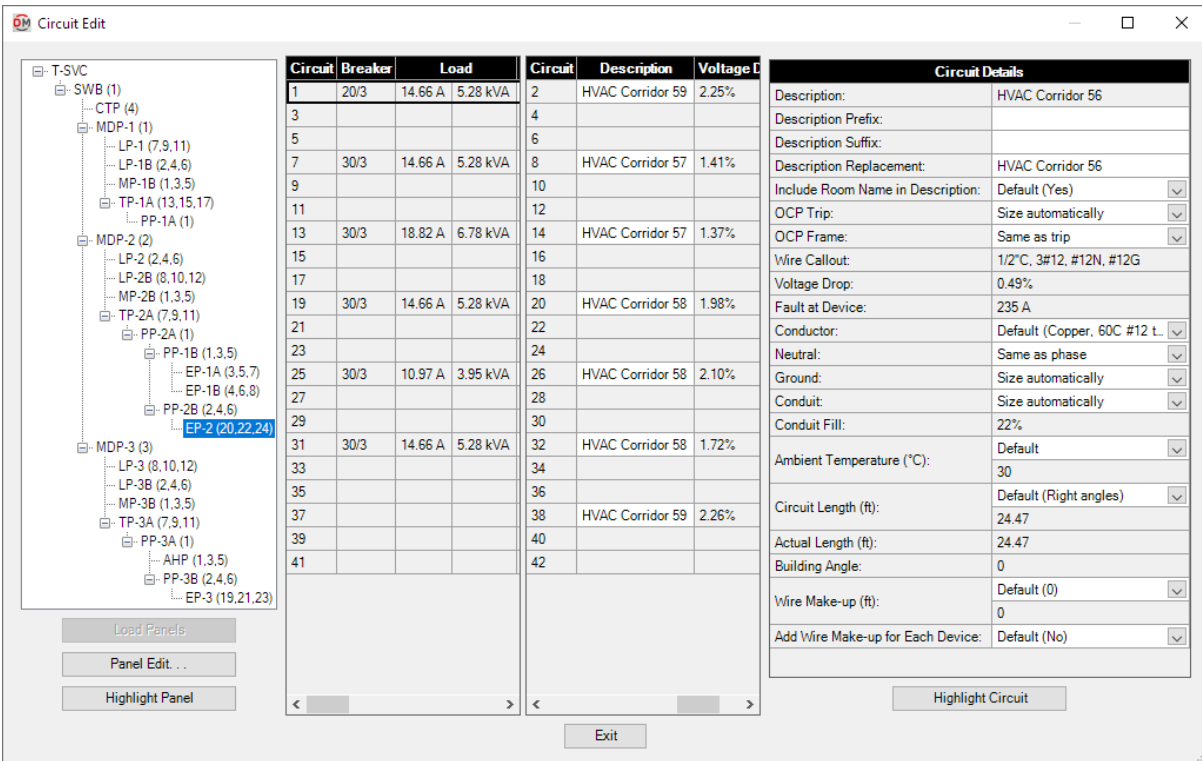 DM Circuit Edit
T-SVC
SWB (1)
CTP (4)
MDP-1 (1)
LP-1 (7,9,11)
LP-1B (2,4,6)
MP-1B (1,3,5)
TP-1A (13,15,17)
PP-1A (1)
MDP-2 (2)
LP-2 (2,4,6)
LP-2B (8,10,12)
MP-2B (1,3,5)
TP-2A (7,9,11)
PP-2A (1)
PP-1B (1,3,5)
EP-1A (3,5,7)
EP-1B (4,6,8)
PP-2B (2,4,6)
EP-2 (20,22,24)
MDP-3 (3)
LP-3 (8,10,12)
LP-3B (2,4,6)
MP-3B (1,3,5)
TP-3A (7,9,11)
PP-3A (1)
AHP (1,3,5)
PP-3B (2,4,6)
EP-3 (19,21,23)
Load Panels
Panel Edit. . .
Highlight Panel
Circuit Breaker Load
1 20/3 14.66 A 5.28 kVA
3
5
7 30/3 14.66 A 5.28 kVA
9
11
13 30/3 18.82 A 6.78 kVA
15
17
19 30/3 14.66 A 5.28 kVA
21
23
25 30/3 10.97 A 3.95 kVA
27
29
31 30/3 14.66 A 5.28 kVA
33
35
37
39
41
Circuit Description Voltage D
2 HVAC Corridor 59 2.25%
4
6
8 HVAC Corridor 57 1.41%
10
12
14 HVAC Corridor 57 1.37%
16
18
20 HVAC Corridor 58 1.98%
22
24
26 HVAC Corridor 58 2.10%
28
30
32 HVAC Corridor 58 1.72%
34
36
38 HVAC Corridor 59 2.26%
40
42
Circuit Details
Description: HVAC Corridor 56
Description Prefix:
Description Suffix:
Description Replacement: HVAC Corridor 56
Include Room Name in Description: Default (Yes)
OCP Trip: Size automatically
OCP Frame: Same as trip
Wire Callout: 1/2"C, 3#12, #12N, #12G
Voltage Drop: 0.49%
Fault at Device: 235 A
Conductor: Default (Copper, 60C #12 t...
Neutral: Same as phase
Ground: Size automatically
Conduit: Size automatically
Conduit Fill: 22%
Ambient Temperature (°C): Default
30
Circuit Length (ft): Default (Right angles)
24.47
Actual Length (ft): 24.47
Building Angle: 0
Wire Make-up (ft): Default (0)
0
Add Wire Make-up for Each Device: Default (No)
Highlight Circuit
Exit